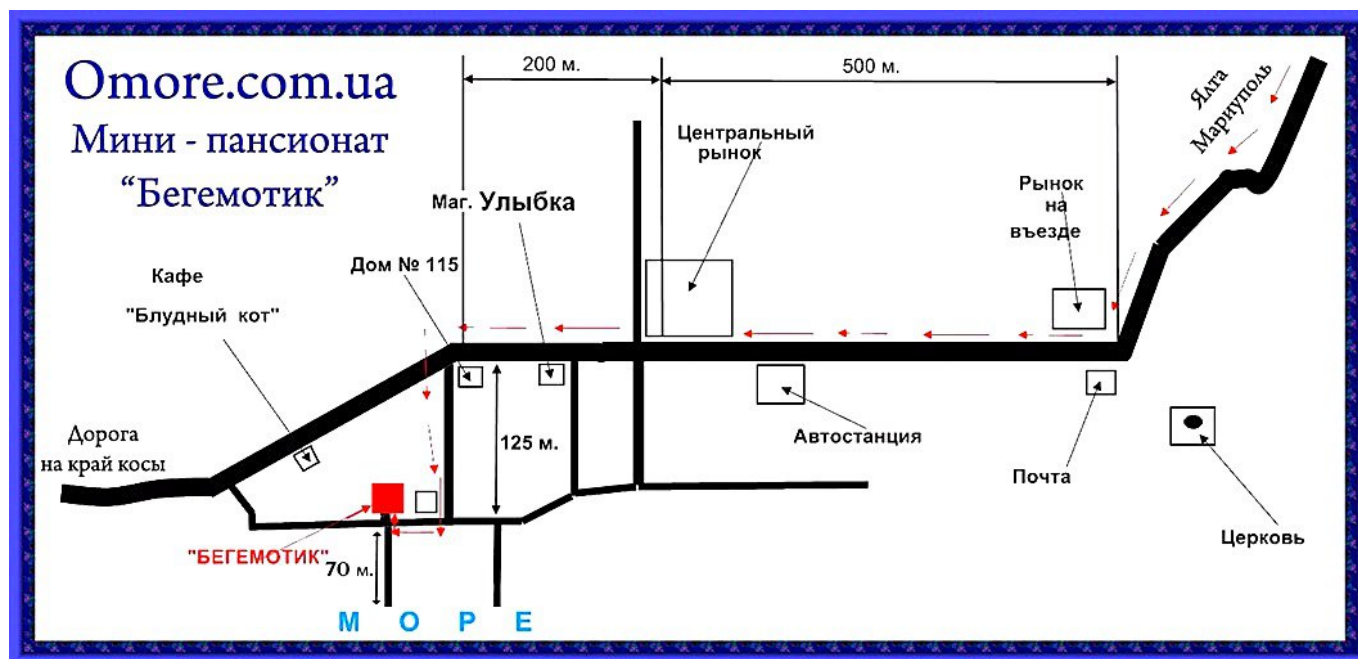 Omore.com.ua
Мини - пансионат
“Бегемотик”
200 м.
500 м.
Ялта
Мариуполь
Центральный
рынок
Рынок
на
въезде
Маг. Улыбка
Дом № 115
Кафе
"Блудный кот"
Дорога
на край косы
125 м.
Автостанция
Почта
Церковь
"БЕГЕМОТИК"
70 м.
М О Р Е